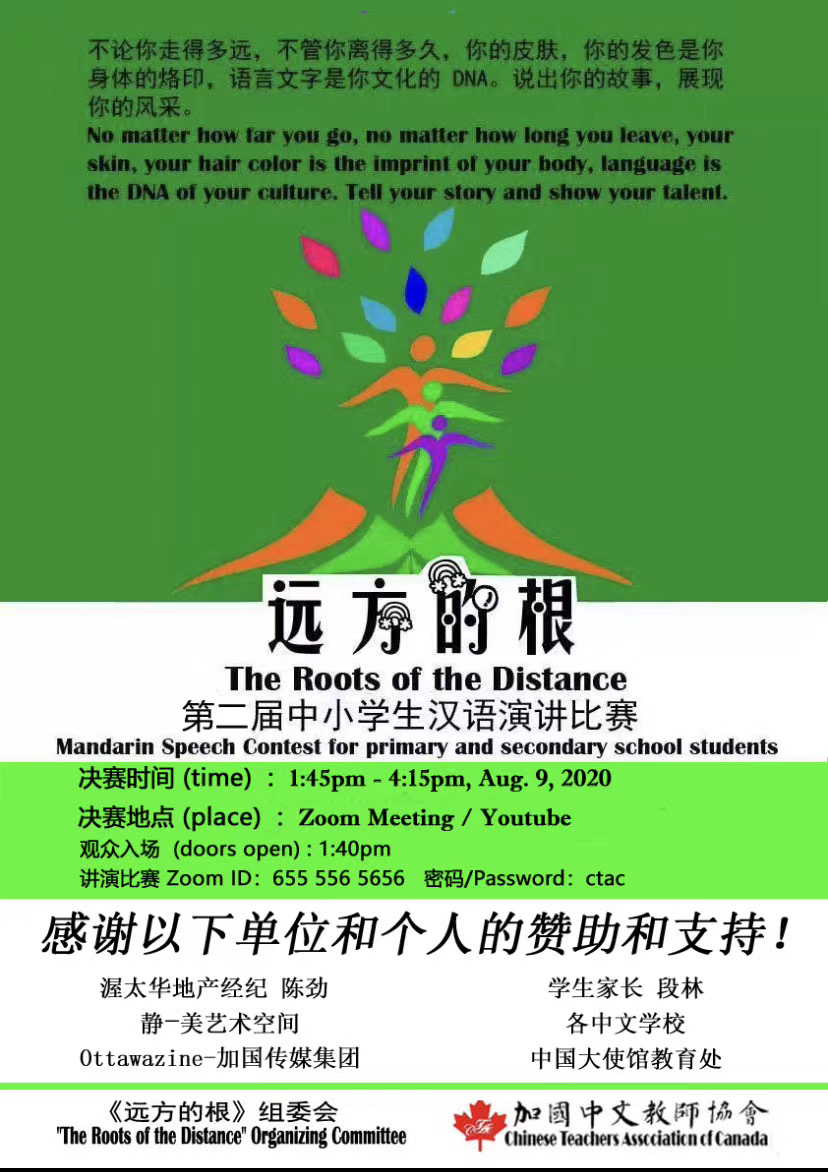 不论你走得多远，不管你离得多久，你的皮肤，你的发色是你
身体的烙印，语言文字是你文化的 DNA。说出你的故事，展现
你的风采。
No matter how far you go, no matter how long you leave, your
skin, your hair color is the imprint of your body, language is
the DNA of your culture. Tell your story and show your talent.
远方的根
The Roots of the Distance
第二届中小学生汉语演讲比赛
Mandarin Speech Contest for primary and secondary school students
决赛时间 (time) ：1:45pm - 4:15pm, Aug. 9, 2020
决赛地点 (place) ：Zoom Meeting / Youtube
观众入场 (doors open) : 1:40pm
讲演比赛 Zoom ID：655 556 5656 密码/Password：ctac
感谢以下单位和个人的赞助和支持！
渥太华地产经纪 陈劲
学生家长 段林
静-美艺术空间
各中文学校
Ottawazine-加国传媒集团
中国大使馆教育处
《远方的根》组委会
"The Roots of the Distance" Organizing Committee
加國中文教師協會
Chinese Teachers Association of Canada